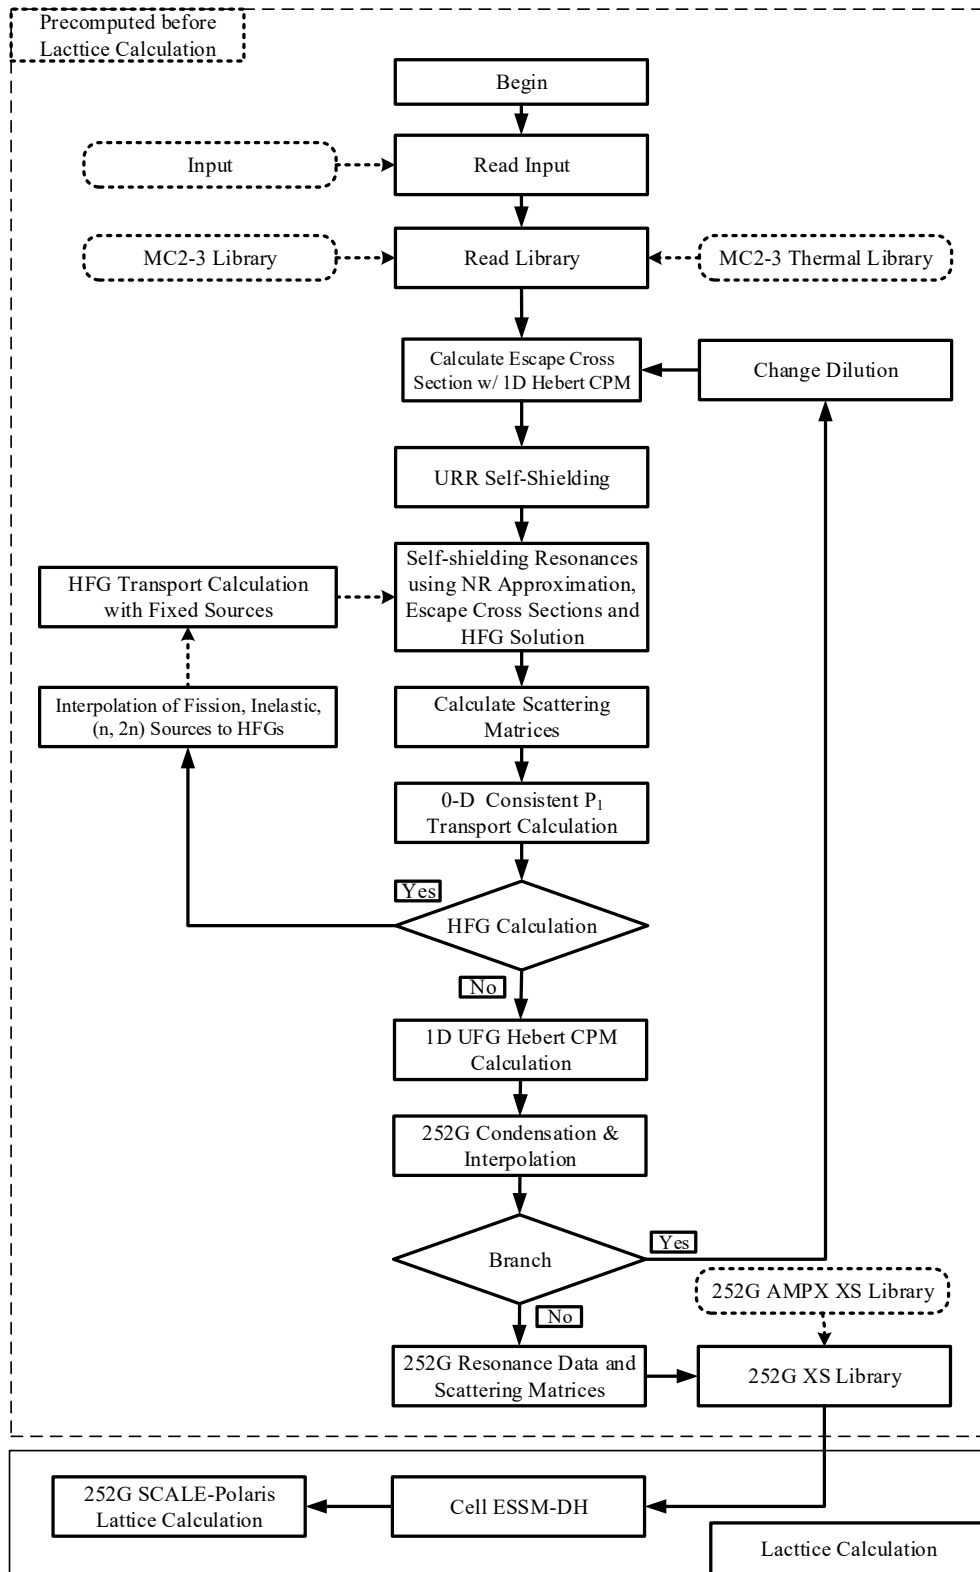 Precomputed before
Lacttice Calculation
Begin
Input
Read Input
MC2-3 Library
Read Library
MC2-3 Thermal Library
Calculate Escape Cross
Section w/ 1D Hebert CPM
Change Dilution
URR Self-Shielding
HFG Transport Calculation
with Fixed Sources
Self-shielding Resonances
using NR Approximation,
Escape Cross Sections and
HFG Solution
Interpolation of Fission, Inelastic,
(n, 2n) Sources to HFGs
Calculate Scattering
Matrices
0-D Consistent P₁
Transport Calculation
Yes
HFG Calculation
No
1D UFG Hebert CPM
Calculation
252G Condensation &
Interpolation
Yes
Branch
252G AMPX XS Library
No
252G Resonance Data and
Scattering Matrices
252G XS Library
252G SCALE-Polaris
Lattice Calculation
Cell ESSM-DH
Lacttice Calculation